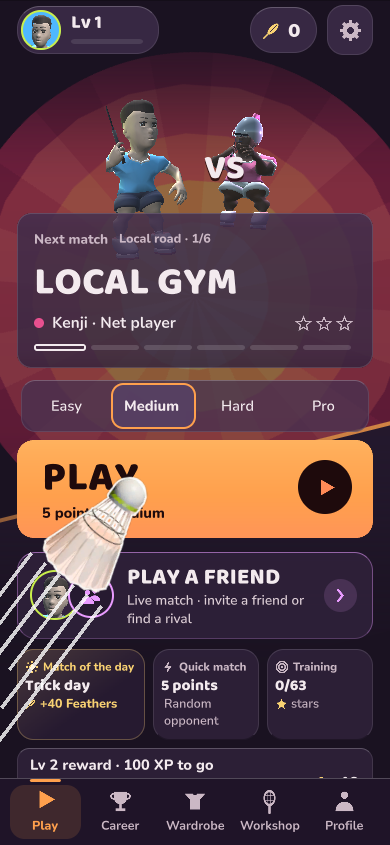 Lv 1
0
VS
Next match · Local road · 1/6
LOCAL GYM
Kenji · Net player
Easy
Medium
Hard
Pro
PLAY
5 poin
PLAY A FRIEND
Live match · invite a friend or
find a rival
Match of the day
Trick day
+40 Feathers
Quick match
5 points
Random
opponent
Training
0/63
stars
Lv 2 reward · 100 XP to go
Play
Career
Wardrobe
Workshop
Profile